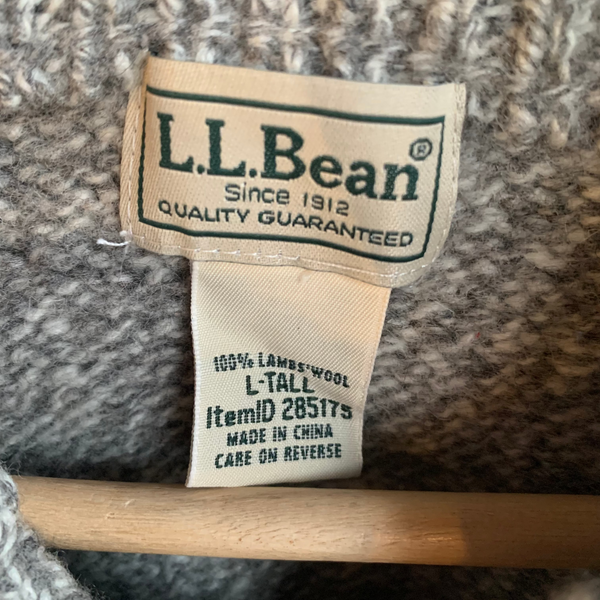 L.L.Bean®
Since 1912
QUALITY GUARANTEED
100% LAMBS'WOOL
L-TALL
ItemID 285175
MADE IN CHINA
CARE ON REVERSE